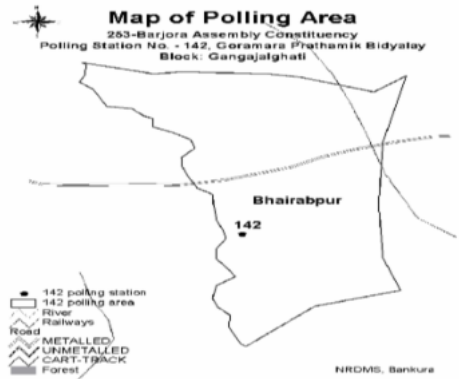 Map of Polling Area
253-Barjora Assembly Constituency
Polling Station No. - 142, Goramara Prathamik Bidyalay
Block: Gangajalghati
Bhairabpur
142
142 polling station
142 polling area
River
Railways
Road
METALLED
UNMETALLED
CART-TRACK
Forest
NRDMS, Bankura